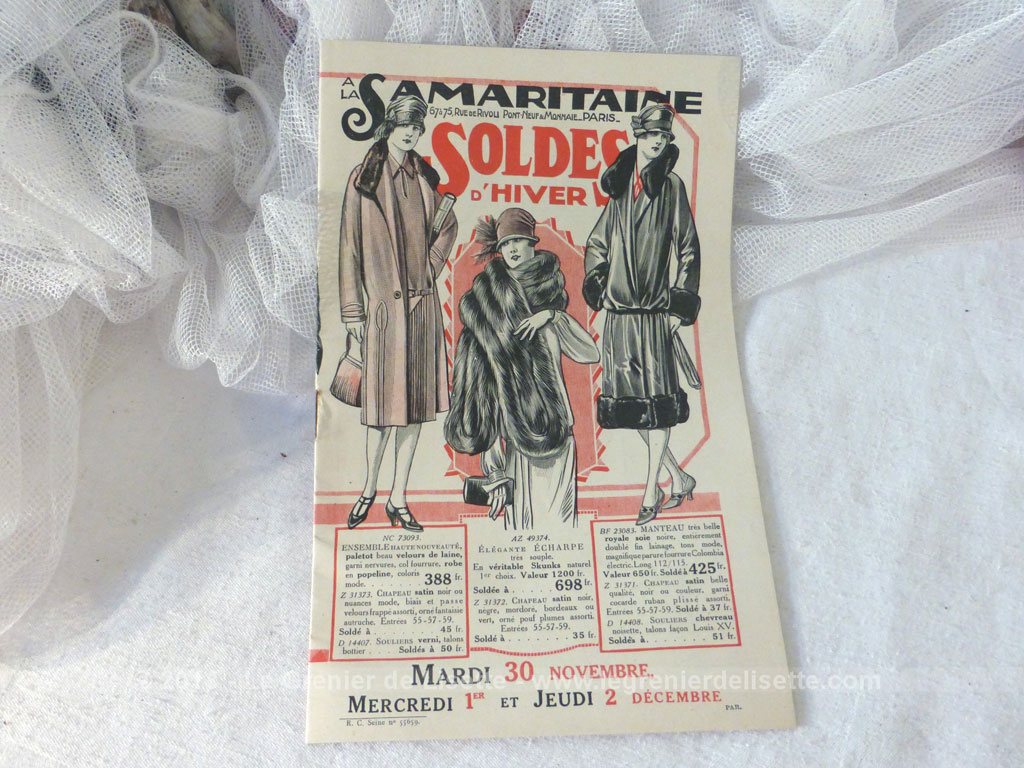 A LA SAMARITAINE
67 à 75, RUE DE RIVOLI PONT-NEUF & MONNAIE_PARIS_
SOLDES
D'HIVER
NC 73093.
ENSEMBLE HAUTE NOUVEAUTÉ,
paletot beau velours de laine,
garni nervures, col fourrure, robe
en popeline, coloris
mode. . . . . . . . 388 fr.
Z 31373. CHAPEAU satin noir ou
nuances mode, biais et passe
velours frappe assorti, orné fantaisie
autruche. Entrées 55-57-59.
Soldé à . . . . . . . 45 fr.
D 14407. SOULIERS verni, talons
bottier . . . Soldés à 50 fr.
AZ 49374.
ÉLÉGANTE ÉCHARPE
très souple.
En véritable Skunks naturel
1er choix. Valeur 1200 fr.
Soldée à . . . . . 698 fr.
Z 31372. CHAPEAU satin noir,
nègre, mordoré, bordeaux ou
vert, orné pouf plumes assorti.
Entrées 55-57-59.
Soldé à . . . . . . . 35 fr.
BF 23083. MANTEAU très belle
royale soie noire, entièrement
doublé fin lainage, tons mode,
magnifique parure fourrure Colombia
electric. Long 112/115.
Valeur 650 fr. Soldé à 425 fr.
Z 31371. CHAPEAU satin belle
qualité, noir ou couleur, garni
cocarde ruban plissé assorti.
Entrées 55-57-59. Soldé à 37 fr.
D 14408. SOULIERS chevreau
noisette, talons façon Louis XV.
Soldés à . . . . . . . 51 fr.
MARDI 30 NOVEMBRE.
MERCREDI 1ER ET JEUDI 2 DÉCEMBRE
R. C. Seine nº 55659.
PAR.
legrenier de Lisette - www.legrenierdelisette.com